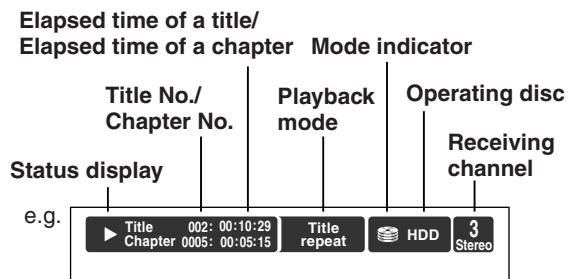 Elapsed time of a title/
Elapsed time of a chapter
Mode indicator
Title No./
Chapter No.
Playback
mode
Operating disc
Receiving
channel
Status display
e.g.
Title 002: 00:10:29
Chapter 0005: 00:05:15
Title
repeat
HDD
3
Stereo